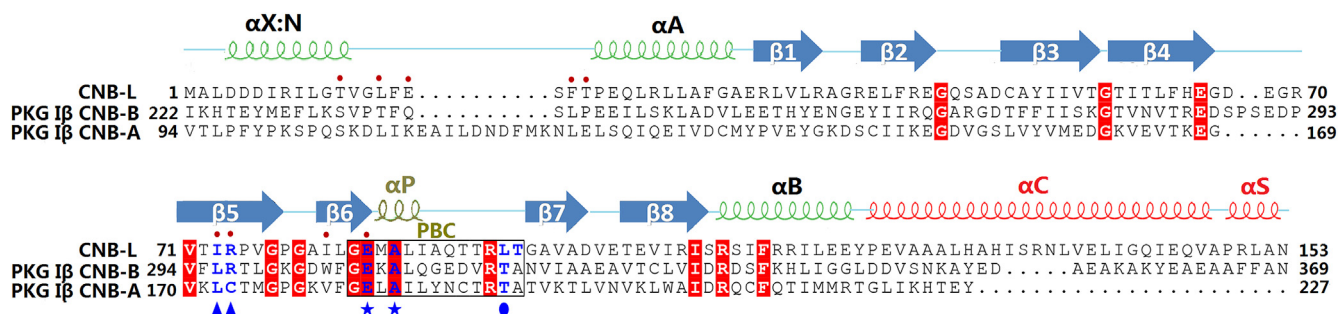 αX:N αA β1 β2 β3 β4
CNB-L 1 MALDDDIRILGTVGLFE..........SFTPEQLRLLAFGAERLVLRAGRELFREGQSADCAYIIVTGTITLFHEGD..EGR 70
PKG Iβ CNB-B 222 IKHTEYMEFLKSVPTFQ..........SLPEEILSKLADVLEETHYENGEYIIRQGARGDTFFIISKGTVNVTREDSPSEDP 293
PKG Iβ CNB-A 94 VTLPFYPKSPQSKDLIKEAILDNDFMKNLELSQIQEIVDCMYPVEYGKDSCIIKEGDVGSLVYVMEDGKVEVTKEG...... 169
β5 β6 αP β7 β8 αB αC αS
PBC
CNB-L 71 VTIRPVGPGAILGEMALIAQTTRLTGAVADVETEVIRISRSIFRRILEEYPEVAAALHAHISRNLVLLIGQIEQVAPRLAN 153
PKG Iβ CNB-B 294 VFLRTLGKGDWFGEKALQGEDVRTANVIAAEAVTCLVIDRDSFKHLIGGLDDVSNKAYED.....AEAKAKYEAEAAFFAN 369
PKG Iβ CNB-A 170 VKLCTMGPGKVFGELAILYNCTRTATVKTLVNVKLWAIDRQCFQTIMMRTGLIKHTEY....................... 227